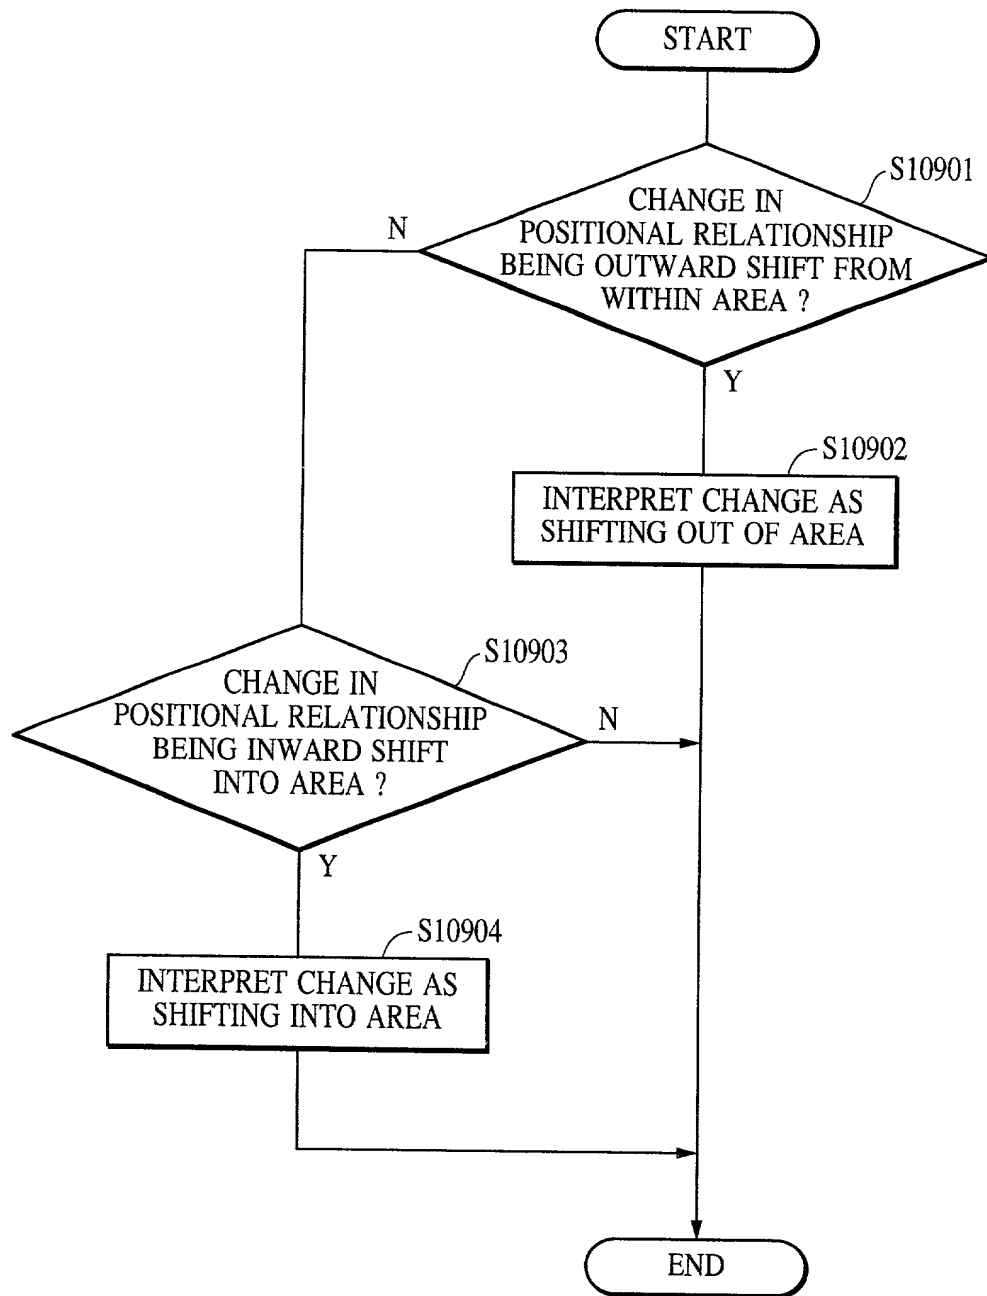 START
S10901
CHANGE IN
POSITIONAL RELATIONSHIP
BEING OUTWARD SHIFT FROM
WITHIN AREA ?
N
Y
S10902
INTERPRET CHANGE AS
SHIFTING OUT OF AREA
S10903
CHANGE IN
POSITIONAL RELATIONSHIP
BEING INWARD SHIFT
INTO AREA ?
N
Y
S10904
INTERPRET CHANGE AS
SHIFTING INTO AREA
END